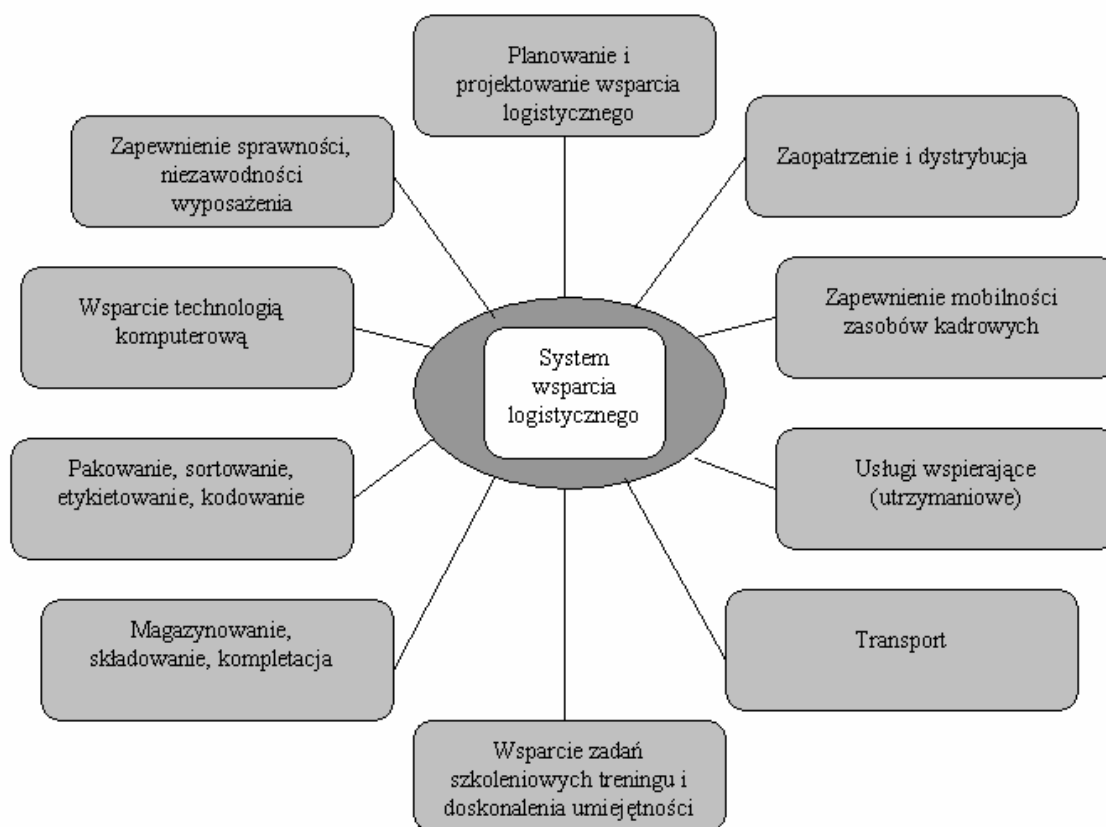 Planowanie i
projektowanie wsparcia
logistycznego
Zapewnienie sprawności,
niezawodności
wyposażenia
Zaopatrzenie i dystrybucja
Wsparcie technologią
komputerową
Zapewnienie mobilności
zasobów kadrowych
System
wsparcia
logistycznego
Pakowanie, sortowanie,
etykietowanie, kodowanie
Usługi wspierające
(utrzymaniowe)
Magazynowanie,
składowanie, kompletacja
Transport
Wsparcie zadań
szkoleniowych treningu i
doskonalenia umiejętności